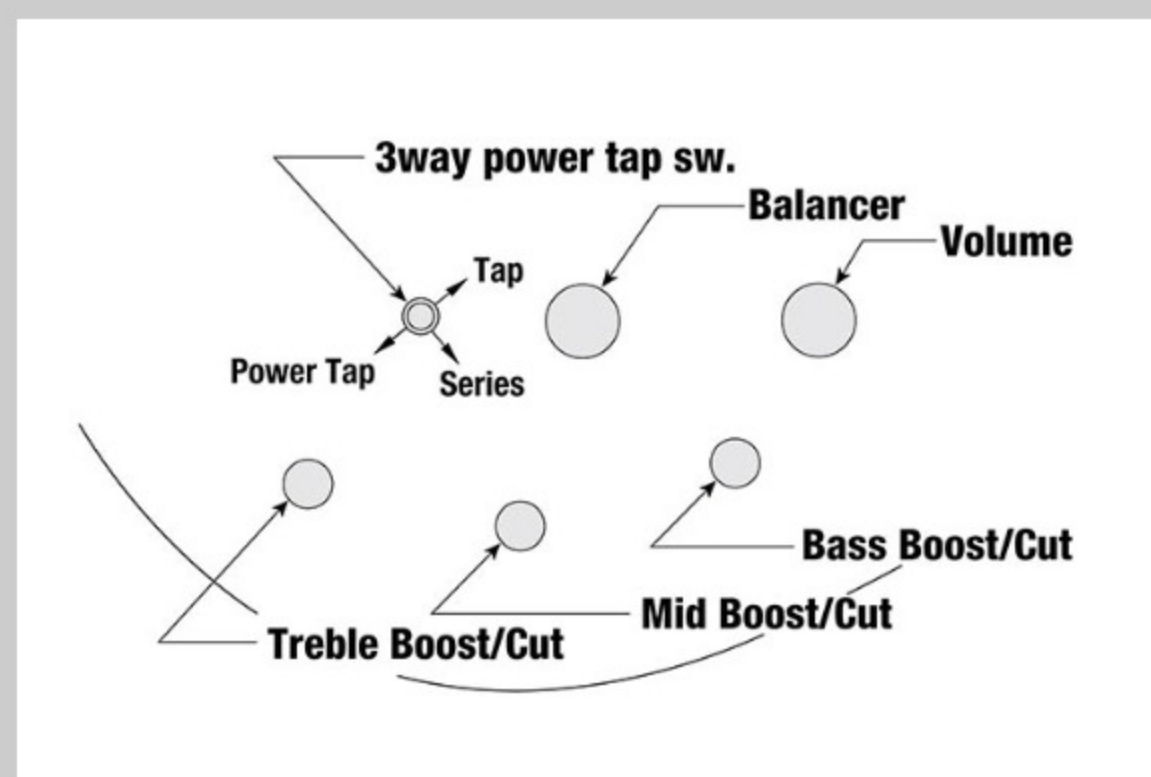 3way power tap sw.
Balancer
Volume
Tap
Power Tap
Series
Bass Boost/Cut
Mid Boost/Cut
Treble Boost/Cut